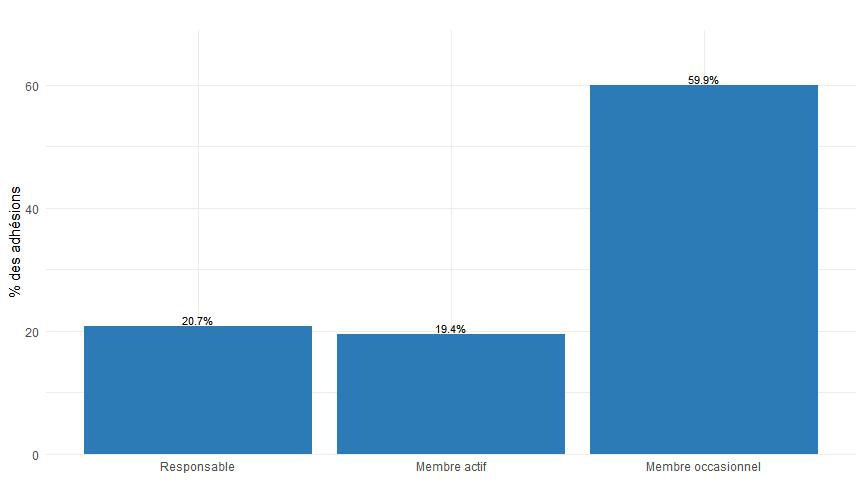 % des adhésions
60
40
20
0
20.7%
19.4%
59.9%
Responsable
Membre actif
Membre occasionnel